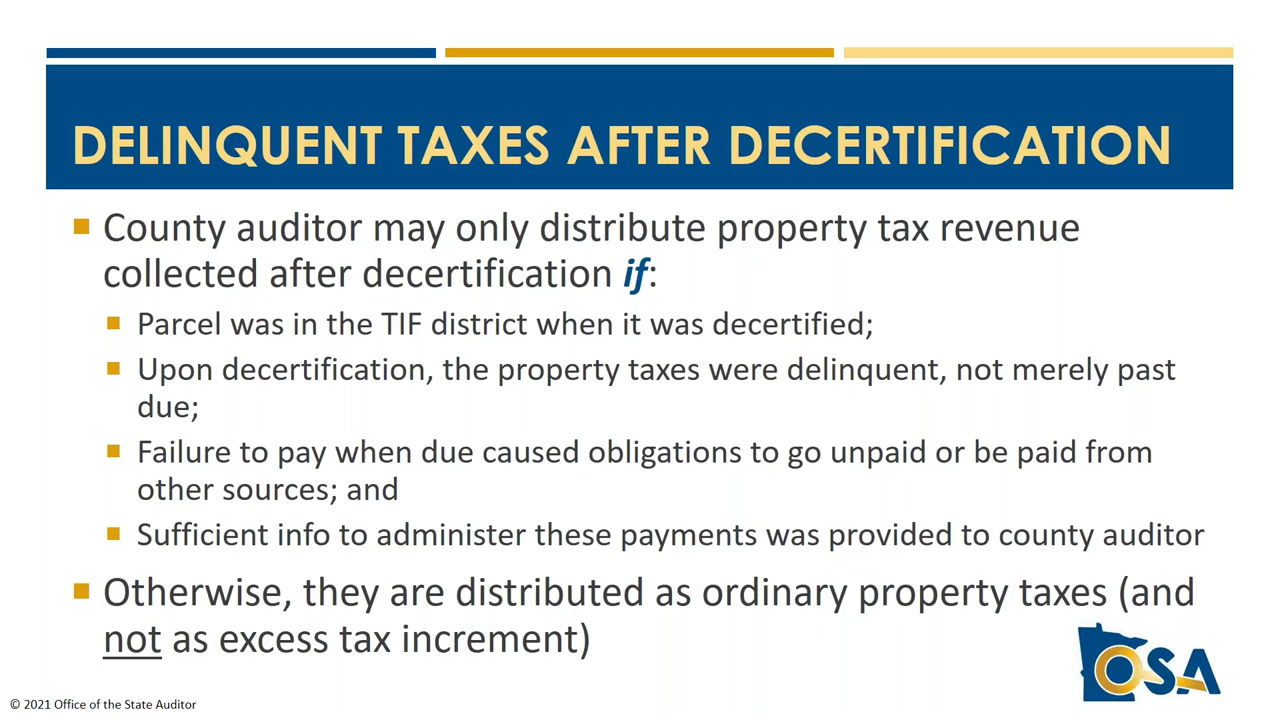 DELINQUENT TAXES AFTER DECERTIFICATION
County auditor may only distribute property tax revenue
collected after decertification if:
Parcel was in the TIF district when it was decertified;
Upon decertification, the property taxes were delinquent, not merely past
due;
Failure to pay when due caused obligations to go unpaid or be paid from
other sources; and
Sufficient info to administer these payments was provided to county auditor
Otherwise, they are distributed as ordinary property taxes (and
not as excess tax increment)
OSA
© 2021 Office of the State Auditor